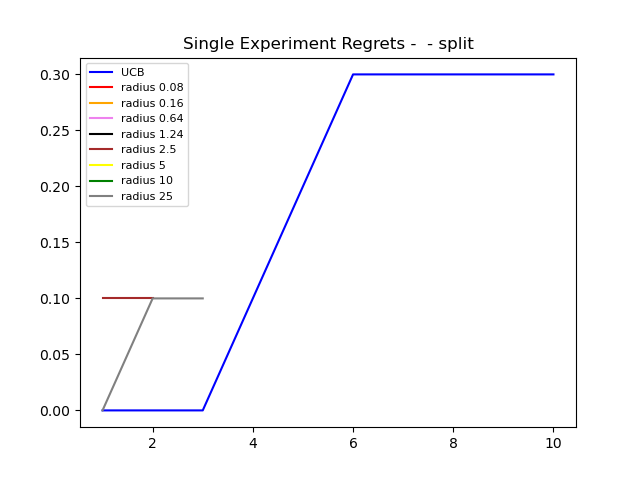 Single Experiment Regrets -  - split
UCB
radius 0.08
radius 0.16
radius 0.64
radius 1.24
radius 2.5
radius 5
radius 10
radius 25
0.30
0.25
0.20
0.15
0.10
0.05
0.00
2 4 6 8 10